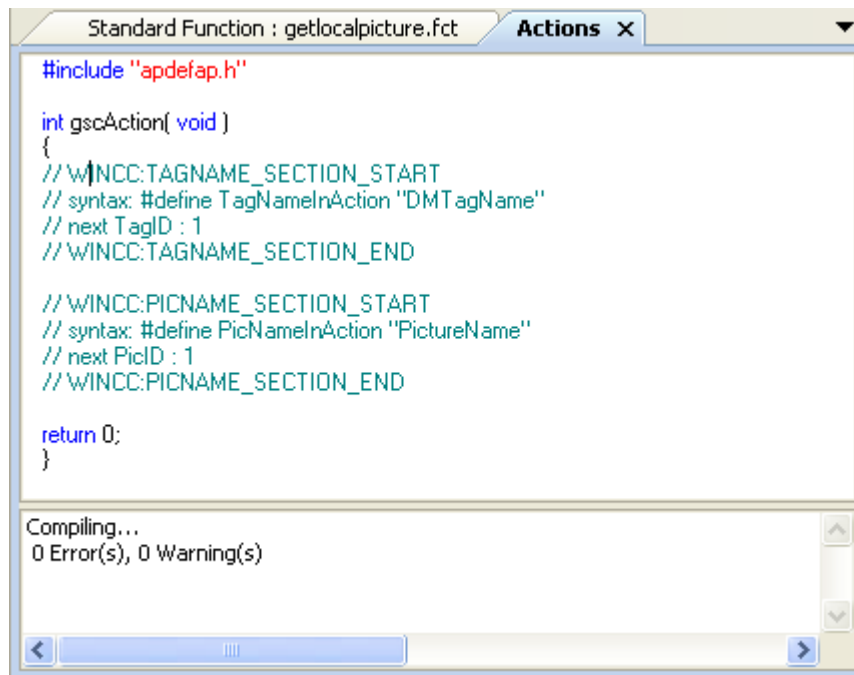 Standard Function : getlocalpicture.fct
Actions X
#include "apdefap.h"
int gscAction( void )
{
// WINCC:TAGNAME_SECTION_START
// syntax: #define TagNameInAction "DMTagName"
// next TagID : 1
// WINCC:TAGNAME_SECTION_END
// WINCC:PICNAME_SECTION_START
// syntax: #define PicNameInAction "PictureName"
// next PicID : 1
// WINCC:PICNAME_SECTION_END
return 0;
}
Compiling...
0 Error(s), 0 Warning(s)